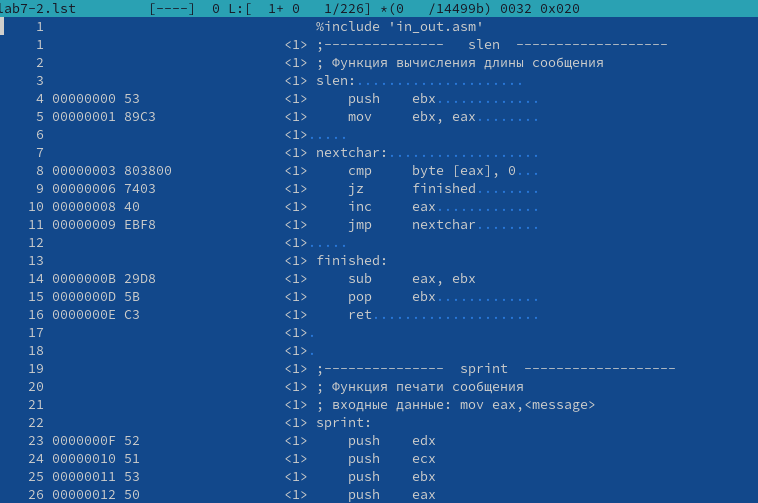 lab7-2.lst         [----]  0 L:[  1+ 0   1/226] *(0   /14499b) 0032 0x020
1 %include 'in_out.asm'
1 <1> ;---------------   slen  -------------------
2 <1> ; Функция вычисления длины сообщения
3 <1> slen:.....................
4 00000000 53 <1>     push    ebx.............
5 00000001 89C3 <1>     mov     ebx, eax........
6 <1>.....
7 <1> nextchar:...................
8 00000003 803800 <1>     cmp     byte [eax], 0...
9 00000006 7403 <1>     jz      finished........
10 00000008 40 <1>     inc     eax.............
11 00000009 EBF8 <1>     jmp     nextchar........
12 <1>.....
13 <1> finished:
14 0000000B 29D8 <1>     sub     eax, ebx
15 0000000D 5B <1>     pop     ebx.............
16 0000000E C3 <1>     ret.....................
17 <1>.
18 <1>.
19 <1> ;---------------  sprint  -------------------
20 <1> ; Функция печати сообщения
21 <1> ; входные данные: mov eax,<message>
22 <1> sprint:
23 0000000F 52 <1>     push    edx
24 00000010 51 <1>     push    ecx
25 00000011 53 <1>     push    ebx
26 00000012 50 <1>     push    eax